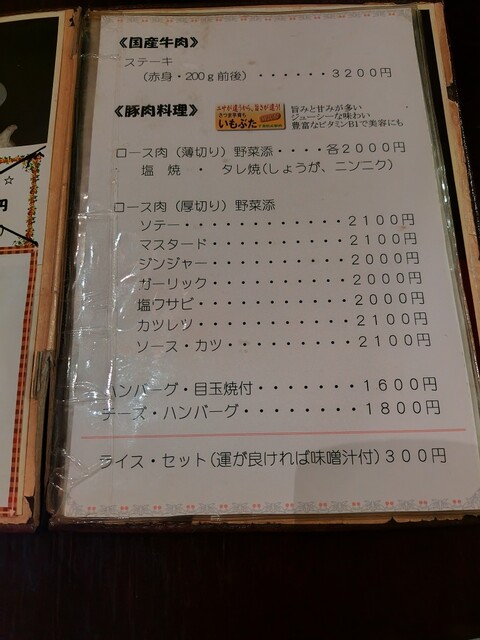 《国産牛肉》
ステーキ
(赤身・200g前後)・・・・・・3200円
《豚肉料理》
いもぶた
旨みと甘みが多い
ジューシーな味わい
豊富なビタミンB1で美容にも
ロース肉(薄切り)野菜添・・・・各2000円
塩焼・タレ焼(しょうが、ニンニク)
ロース肉(厚切り)野菜添
ソテー・・・・・・・・・・・・2100円
マスタード・・・・・・・・・・2100円
ジンジャー・・・・・・・・・・2000円
ガーリック・・・・・・・・・・2000円
塩ワサビ・・・・・・・・・・・2000円
カツレツ・・・・・・・・・・・2100円
ソース・カツ・・・・・・・・・2100円
ハンバーグ・目玉焼付・・・・・・・1600円
チーズ・ハンバーグ・・・・・・・・1800円
ライス・セット(運が良ければ味噌汁付)300円